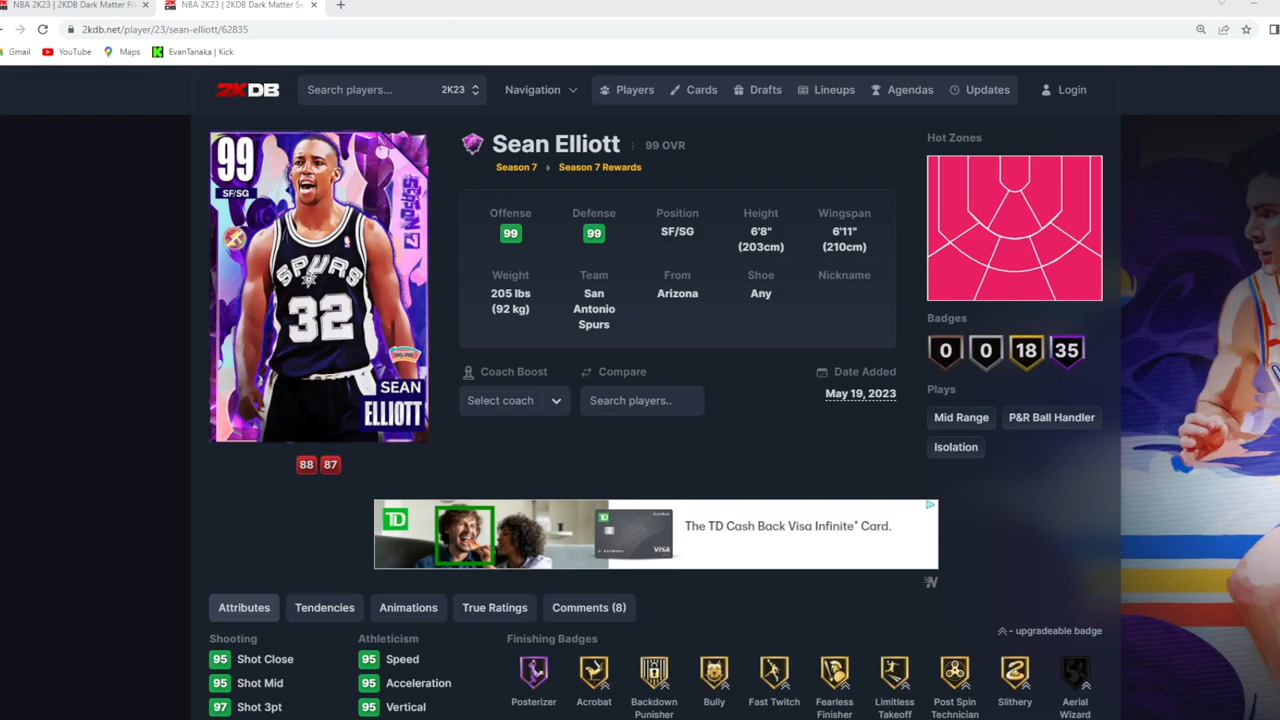 NBA 2K23 | 2KDB Dark Matter
NBA 2K23 | 2KDB Dark Matter Se
2kdb.net/player/23/sean-elliott/62835
Gmail YouTube Maps EvanTanaka | Kick
2KDB Search players... 2K23 Navigation Players Cards Drafts Lineups Agendas Updates Login
99
SF/SG
SEASON 7
SPURS
32
SEAN
ELLIOTT
88 87
Sean Elliott 99 OVR
Season 7 Season 7 Rewards
Offense Defense Position Height Wingspan
99 99 SF/SG 6'8" 6'11"
(203cm) (210cm)
Weight Team From Shoe Nickname
205 lbs San Arizona Any
(92 kg) Antonio
Spurs
Coach Boost Compare Date Added
Select coach Search players.. May 19, 2023
Hot Zones
Badges
0 0 18 35
Plays
Mid Range P&R Ball Handler
Isolation
TD The TD Cash Back Visa Infinite* Card.
VISA
Attributes Tendencies Animations True Ratings Comments (8)
- upgradeable badge
Shooting Athleticism Finishing Badges
95 Shot Close 95 Speed
95 Shot Mid 95 Acceleration
97 Shot 3pt 95 Vertical
Posterizer Acrobat Backdown Punisher Bully Fast Twitch Fearless Finisher Limitless Takeoff Post Spin Technician Slithery Aerial Wizard